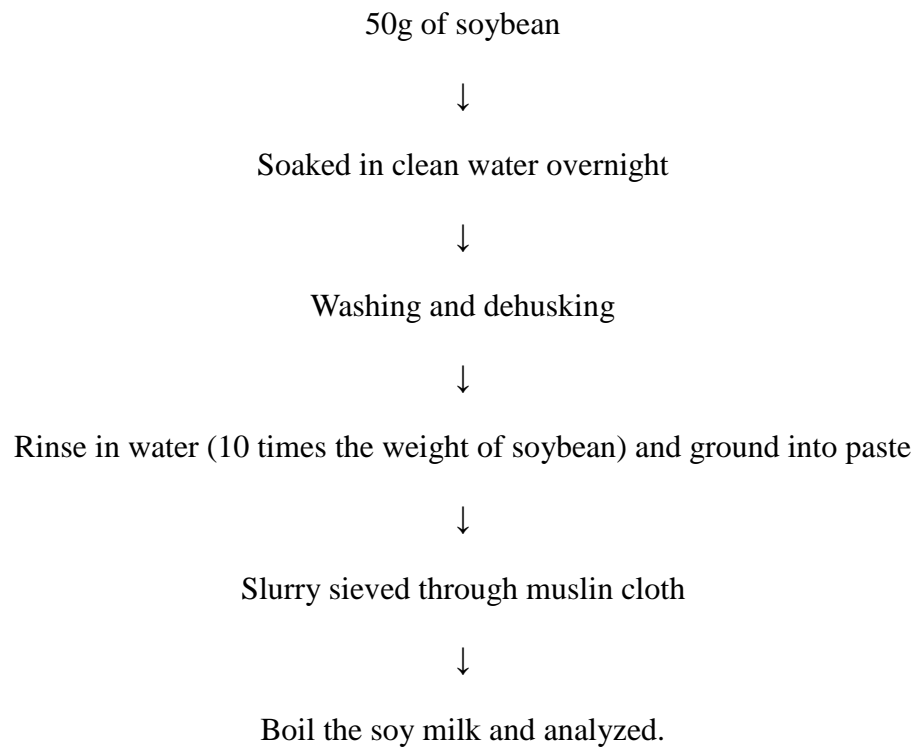 50g of soybean
↓
Soaked in clean water overnight
↓
Washing and dehusking
↓
Rinse in water (10 times the weight of soybean) and ground into paste
↓
Slurry sieved through muslin cloth
↓
Boil the soy milk and analyzed.